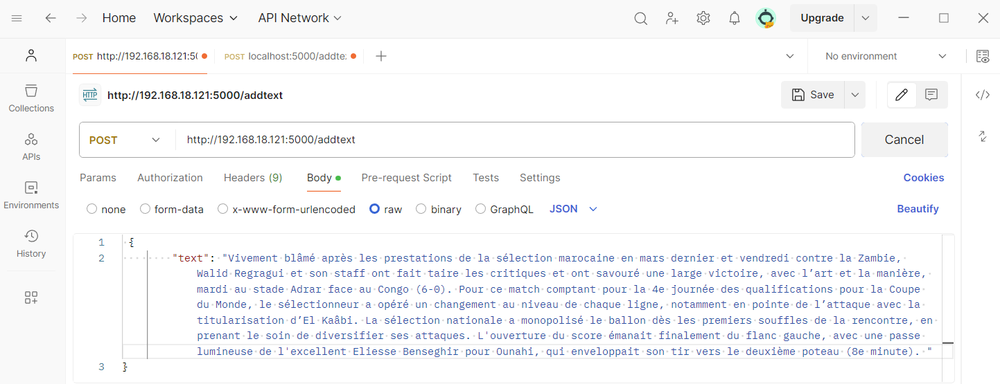 Home Workspaces API Network Upgrade
POST http://192.168.18.121:5( POST localhost:5000/addte: No environment
HTTP http://192.168.18.121:5000/addtext Save
POST http://192.168.18.121:5000/addtext Cancel
Params Authorization Headers (9) Body Pre-request Script Tests Settings Cookies
none form-data x-www-form-urlencoded raw binary GraphQL JSON Beautify
Collections
APIs
Environments
History
1 {
2 "text": "Vivement blâmé après les prestations de la sélection marocaine en mars dernier et vendredi contre la Zambie,
Walid Regragui et son staff ont fait taire les critiques et ont savouré une large victoire, avec l’art et la manière,
mardi au stade Adrar face au Congo (6-0). Pour ce match comptant pour la 4e journée des qualifications pour la Coupe
du Monde, le sélectionneur a opéré un changement au niveau de chaque ligne, notamment en pointe de l’attaque avec la
titularisation d’El Kaâbi. La sélection nationale a monopolisé le ballon dès les premiers souffles de la rencontre, en
prenant le soin de diversifier ses attaques. L'ouverture du score émanait finalement du flanc gauche, avec une passe
lumineuse de l'excellent Eliesse Benseghir pour Ounahi, qui enveloppait son tir vers le deuxième poteau (8e minute). "
3 }